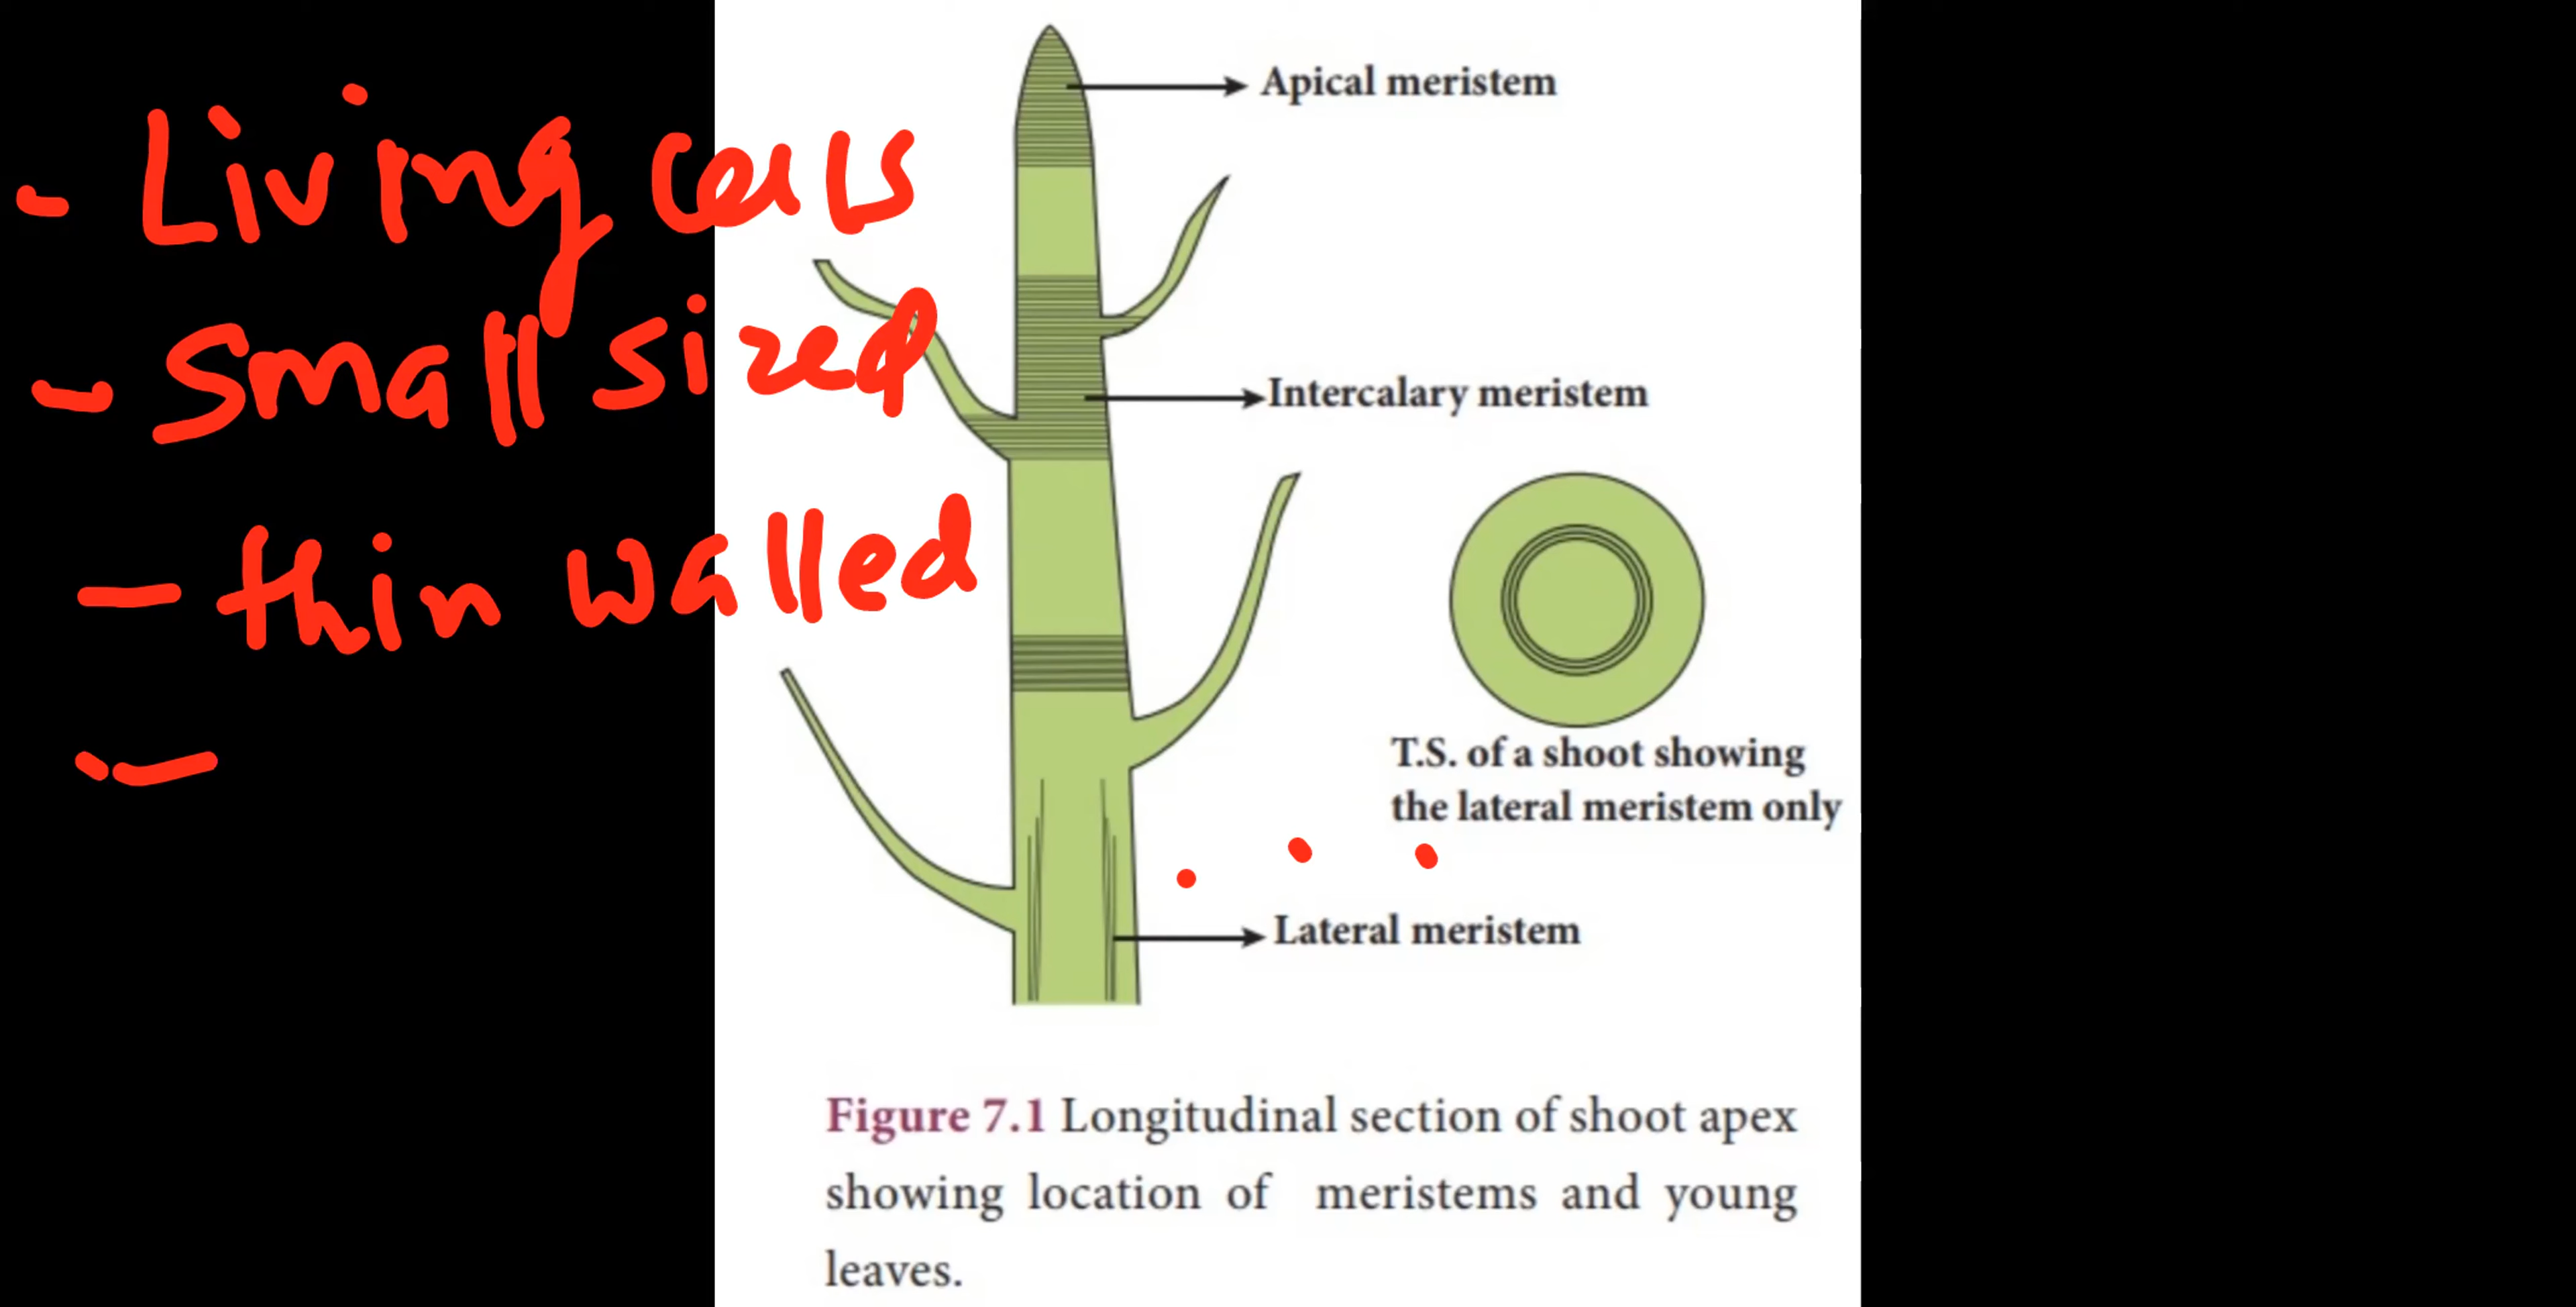 - Living cells
- Small sized
- thin walled
-
Apical meristem
Intercalary meristem
T.S. of a shoot showing
the lateral meristem only
Lateral meristem
Figure 7.1 Longitudinal section of shoot apex
showing location of meristems and young
leaves.